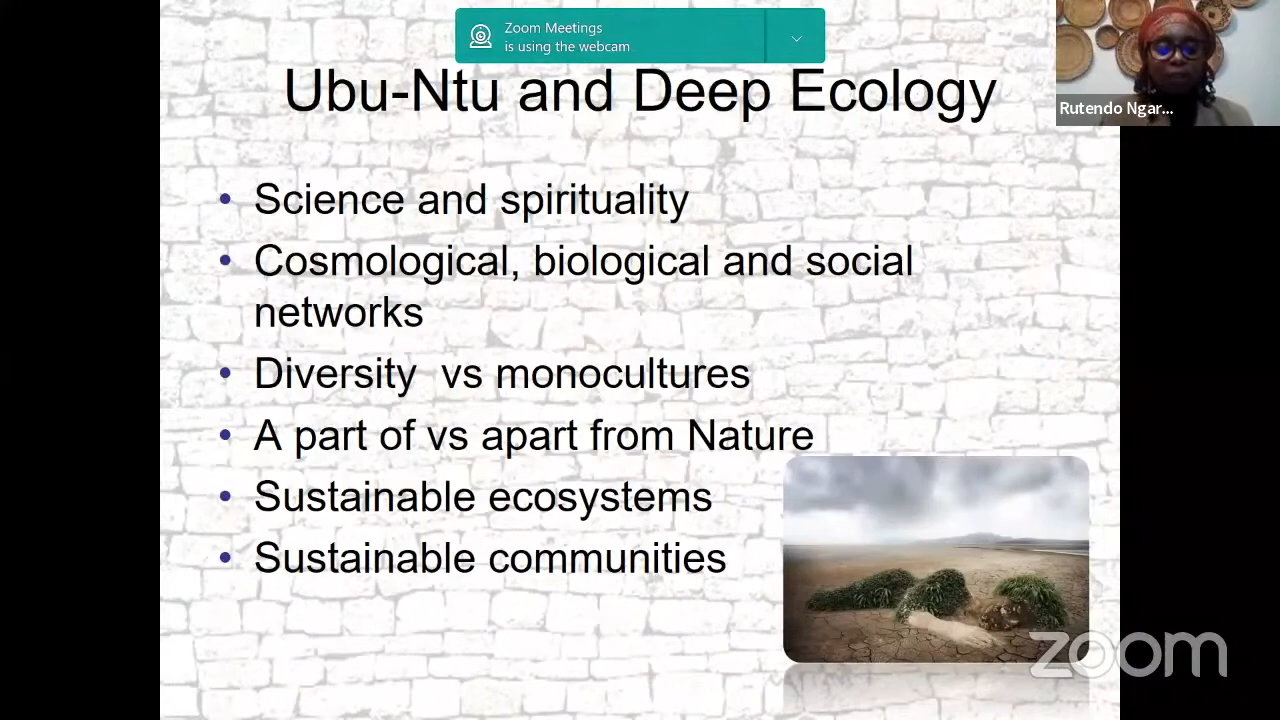 Zoom Meetings
is using the webcam
Ubu-Ntu and Deep Ecology
Rutendo Ngar...
• Science and spirituality
• Cosmological, biological and social
networks
• Diversity  vs monocultures
• A part of vs apart from Nature
• Sustainable ecosystems
• Sustainable communities
zoom